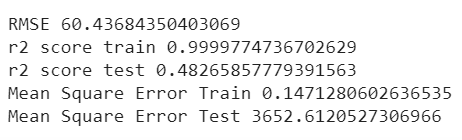 RMSE 60.43684350403069
r2 score train 0.9999774736702629
r2 score test 0.48265857779391563
Mean Square Error Train 0.1471280602636535
Mean Square Error Test 3652.6120527306966